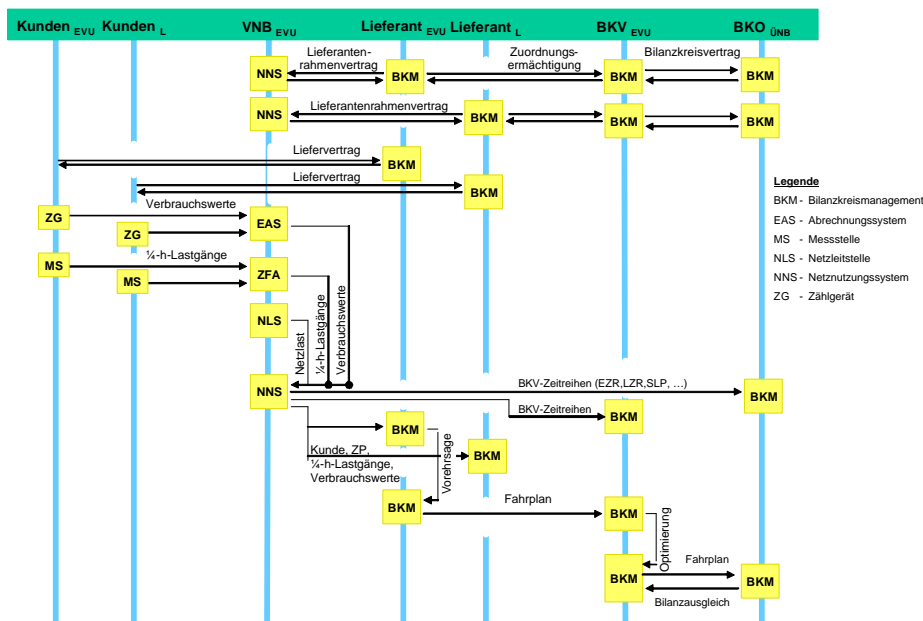 Kunden EVU Kunden L VNB EVU Lieferant EVU Lieferant L BKV EVU BKO ÜNB
Lieferanten-
rahmenvertrag
Zuordnungs-
ermächtigung
Bilanzkreisvertrag
NNS BKM BKM BKM
Lieferantenrahmenvertrag
NNS BKM BKM BKM
Liefervertrag
BKM
Liefervertrag
BKM
Legende
BKM - Bilanzkreismanagement
EAS - Abrechnungssystem
MS - Messstelle
NLS - Netzleitstelle
NNS - Netznutzungssystem
ZG - Zählgerät
Verbrauchswerte
ZG EAS
ZG
¼-h-Lastgänge
MS ZFA
MS
NLS
Netzlast
¼-h-Lastgänge
Verbrauchswerte
NNS
BKV-Zeitreihen (EZR,LZR,SLP, ...)
BKM
BKV-Zeitreihen
BKM
BKM
Kunde, ZP,
¼-h-Lastgänge,
Verbrauchswerte
BKM
Vorehrsage
BKM
Fahrplan
BKM
Optimierung
Fahrplan
BKM BKM
Bilanzausgleich